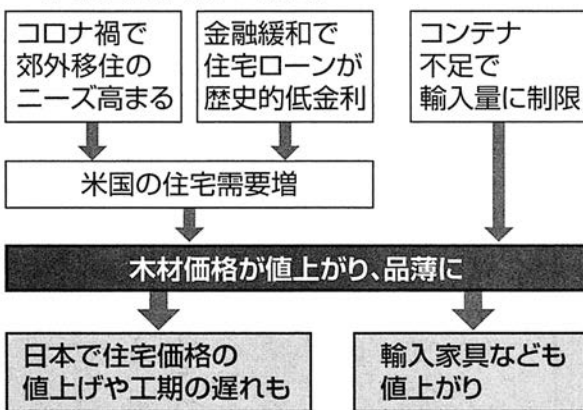 コロナ禍で
郊外移住の
ニーズ高まる
金融緩和で
住宅ローンが
歴史的低金利
コンテナ
不足で
輸入量に制限
米国の住宅需要増
木材価格が値上がり、品薄に
日本で住宅価格の
値上げや工期の遅れも
輸入家具なども
値上がり